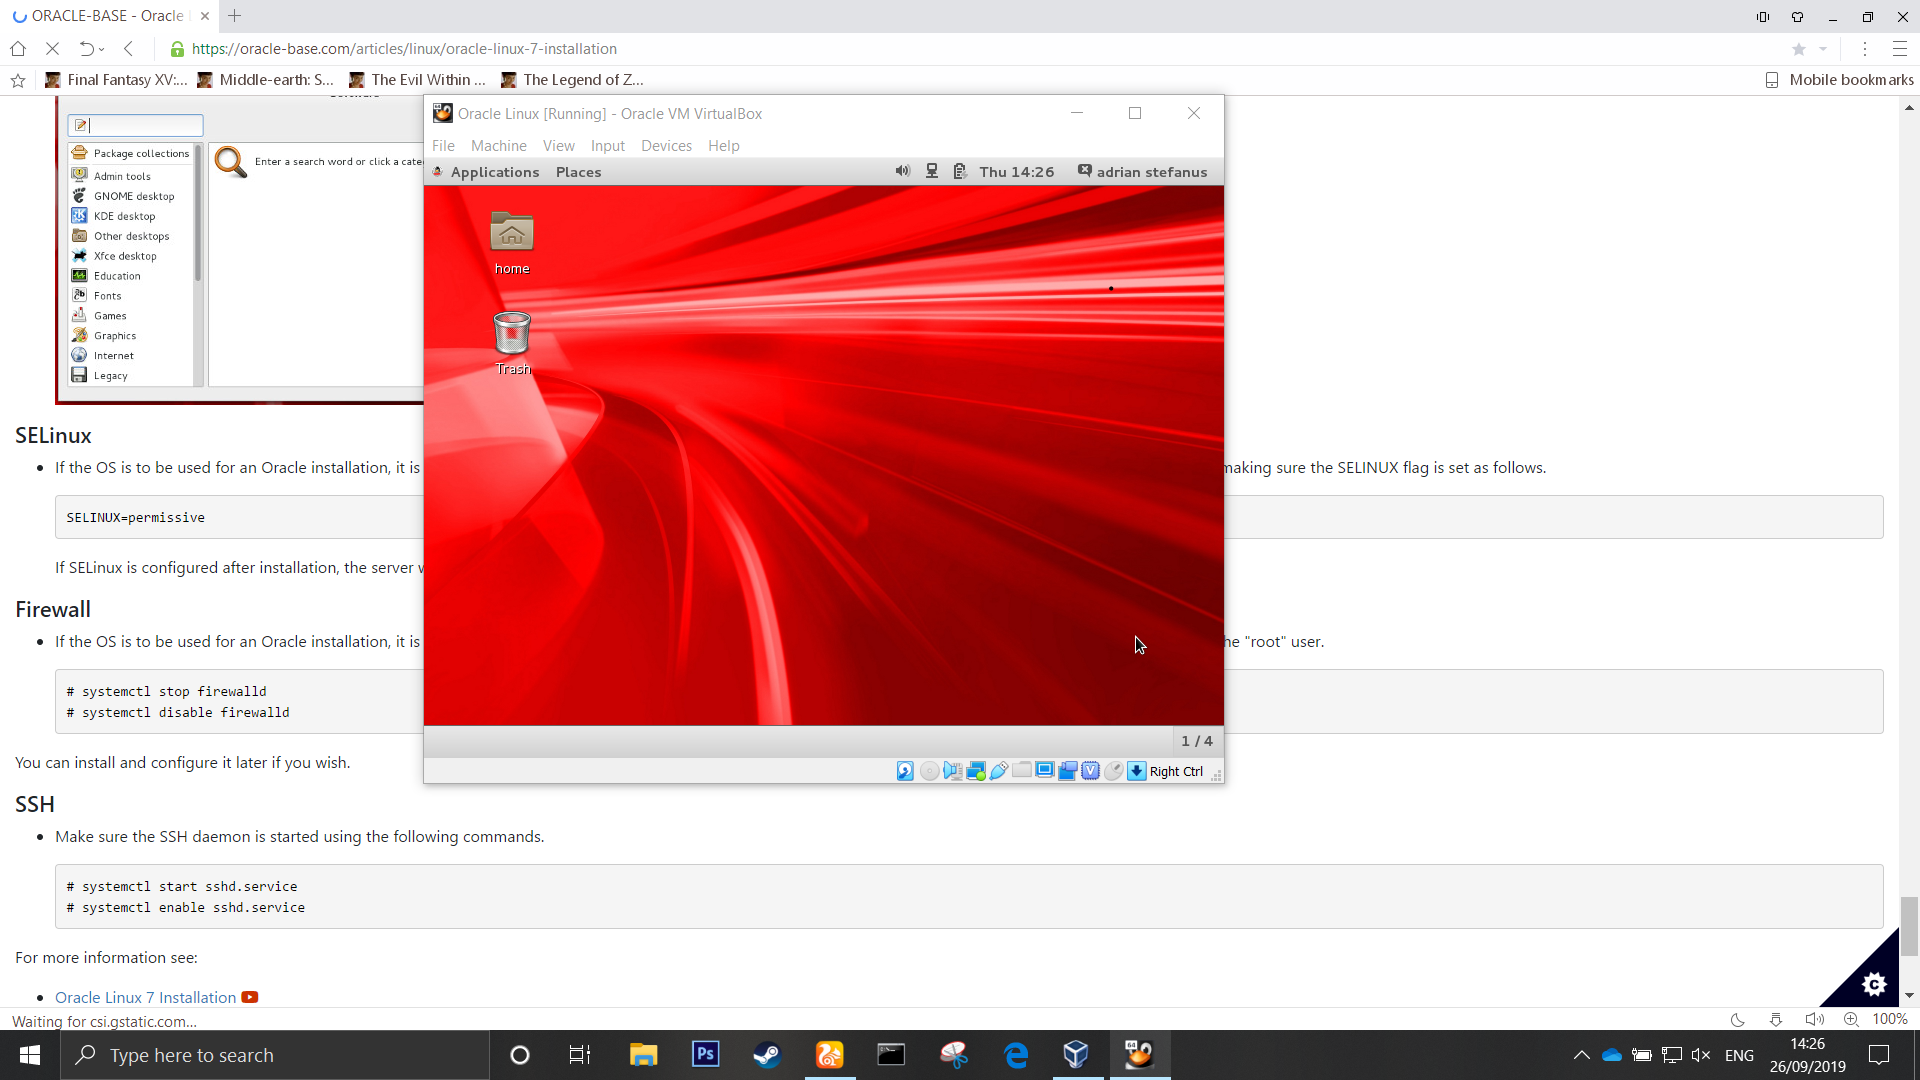 ORACLE-BASE - Oracle
https://oracle-base.com/articles/linux/oracle-linux-7-installation
Final Fantasy XV:... Middle-earth: S... The Evil Within ... The Legend of Z... Mobile bookmarks
Package collections
Admin tools
GNOME desktop
KDE desktop
Other desktops
Xfce desktop
Education
Fonts
Games
Graphics
Internet
Legacy
Enter a search word or click a cate
Oracle Linux [Running] - Oracle VM VirtualBox
File Machine View Input Devices Help
Applications Places Thu 14:26 adrian stefanus
home
Trash
1 / 4
Right Ctrl
SELinux
If the OS is to be used for an Oracle installation, it is making sure the SELINUX flag is set as follows.
SELINUX=permissive
If SELinux is configured after installation, the server w
Firewall
If the OS is to be used for an Oracle installation, it is he "root" user.
# systemctl stop firewalld
# systemctl disable firewalld
You can install and configure it later if you wish.
SSH
Make sure the SSH daemon is started using the following commands.
# systemctl start sshd.service
# systemctl enable sshd.service
For more information see:
Oracle Linux 7 Installation
Waiting for csi.gstatic.com...
100%
Type here to search
Ps
ENG
14:26
26/09/2019